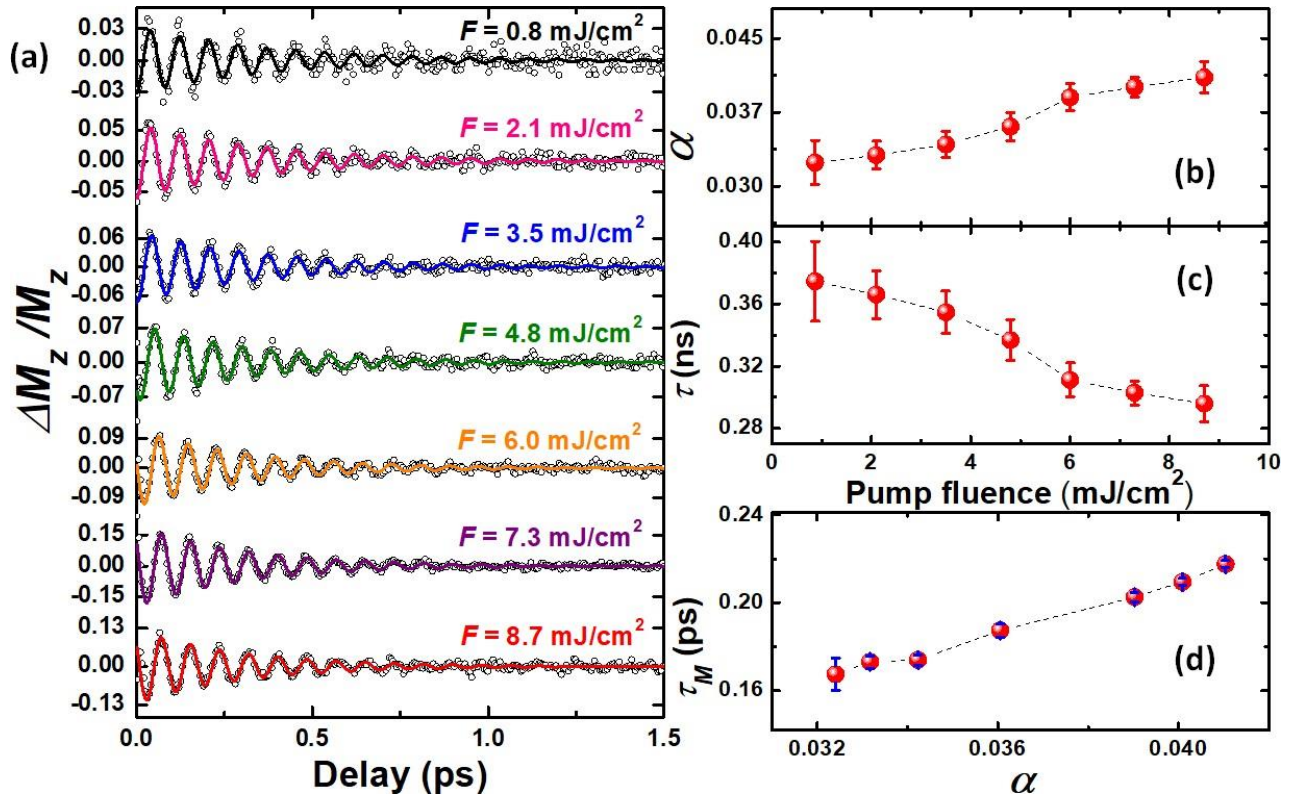 (a)
ΔM_z/M_z
0.03
0.00
-0.03
F = 0.8 mJ/cm²
0.05
0.00
-0.05
F = 2.1 mJ/cm²
0.06
0.00
-0.06
F = 3.5 mJ/cm²
0.07
0.00
-0.07
F = 4.8 mJ/cm²
0.09
0.00
-0.09
F = 6.0 mJ/cm²
0.15
0.00
-0.15
F = 7.3 mJ/cm²
0.13
0.00
-0.13
F = 8.7 mJ/cm²
0.0 0.5 1.0 1.5
Delay (ps)
0.045
0.037
0.030
α
(b)
0.40
0.36
0.32
0.28
τ (ns)
(c)
0 2 4 6 8 10
Pump fluence (mJ/cm²)
0.24
0.20
0.16
τ_M (ps)
(d)
0.032 0.036 0.040
α